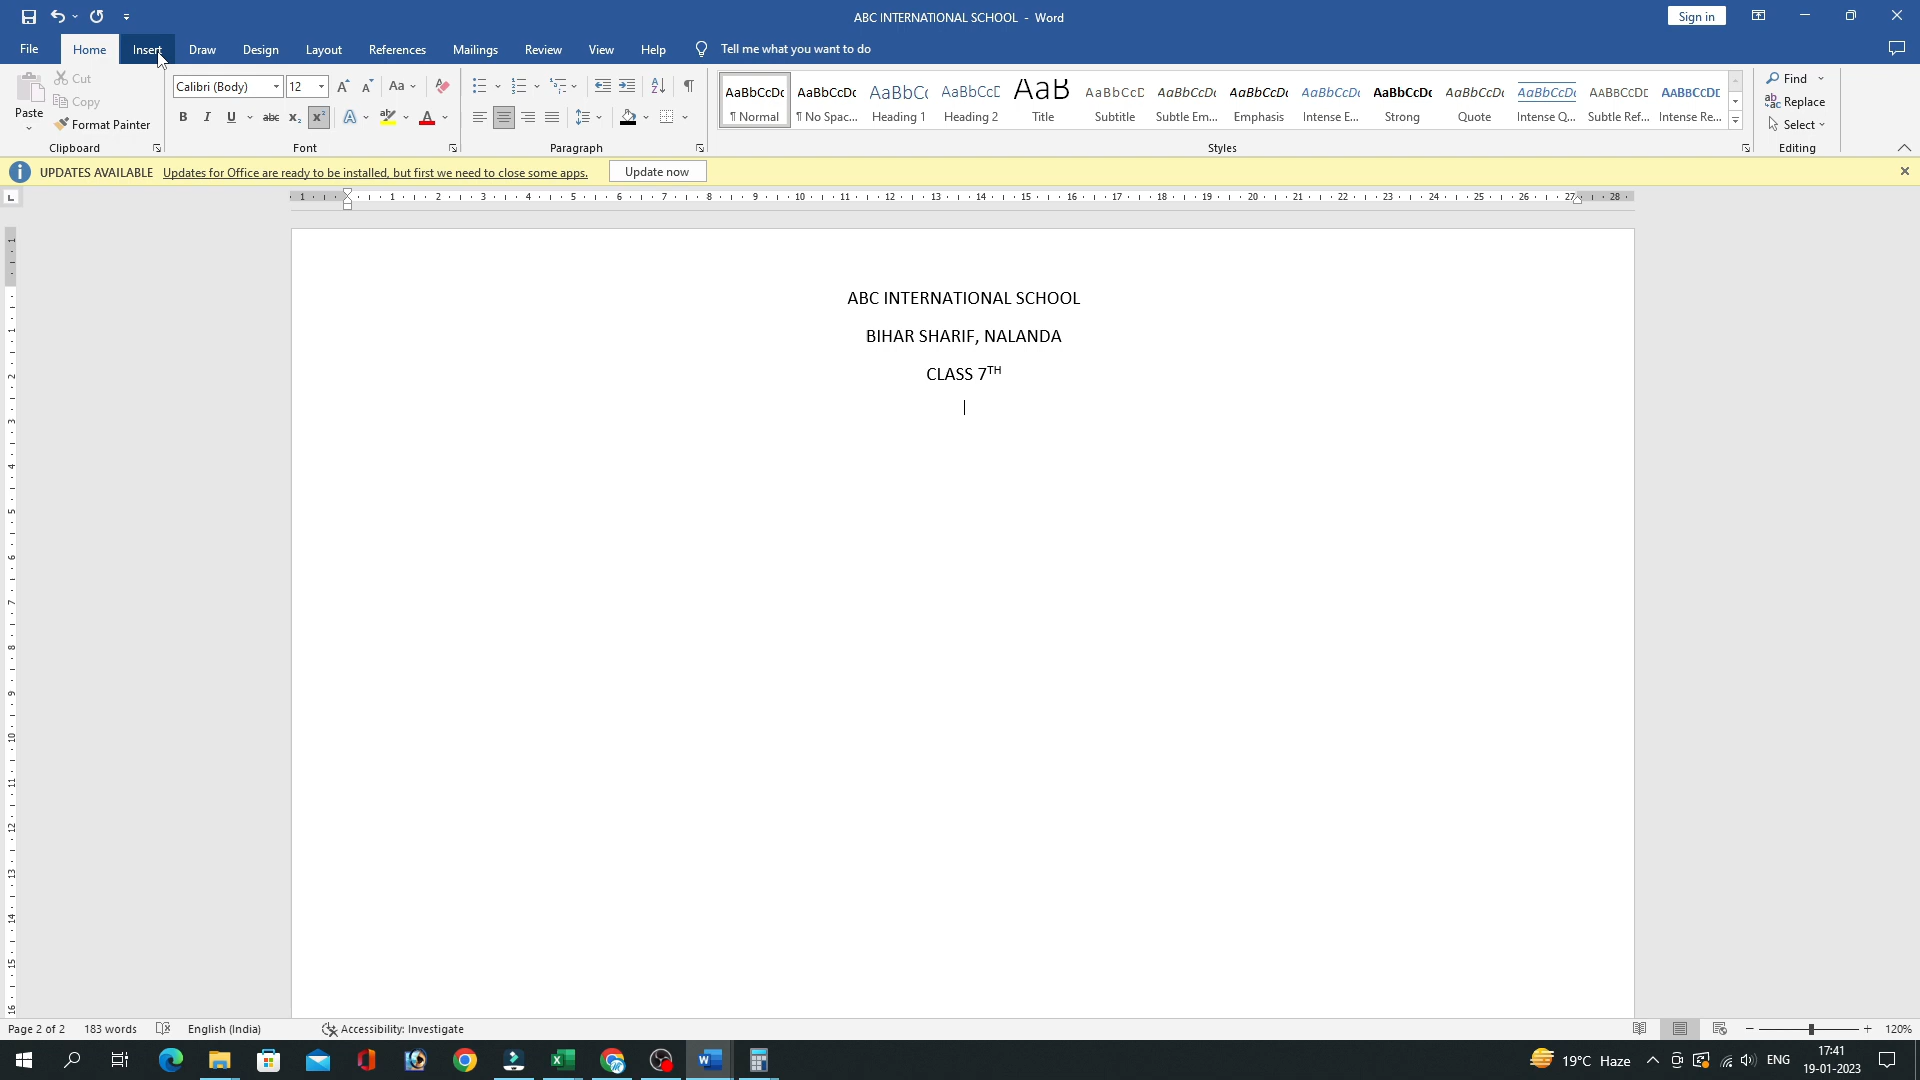 ABC INTERNATIONAL SCHOOL - Word
Sign in
File Home Insert Draw Design Layout References Mailings Review View Help Tell me what you want to do
Paste
Cut
Copy
Format Painter
Calibri (Body) 12
AaBbCcDc AaBbCcDc AaBbCc AaBbCcD AaB AaBbCcD AaBbCcDc AaBbCcDc AaBbCcDc AaBbCcDc AaBbCcDc AaBbCcDc AABBCCDE AABBCCDE
¶ Normal ¶ No Spac... Heading 1 Heading 2 Title Subtitle Subtle Em... Emphasis Intense E... Strong Quote Intense Q... Subtle Ref... Intense Re...
Find
Replace
Select
Clipboard Font Paragraph Styles Editing
UPDATES AVAILABLE Updates for Office are ready to be installed, but first we need to close some apps. Update now
ABC INTERNATIONAL SCHOOL
BIHAR SHARIF, NALANDA
CLASS 7TH
Page 2 of 2 183 words English (India) Accessibility: Investigate 120%
19°C Haze ENG
17:41
19-01-2023